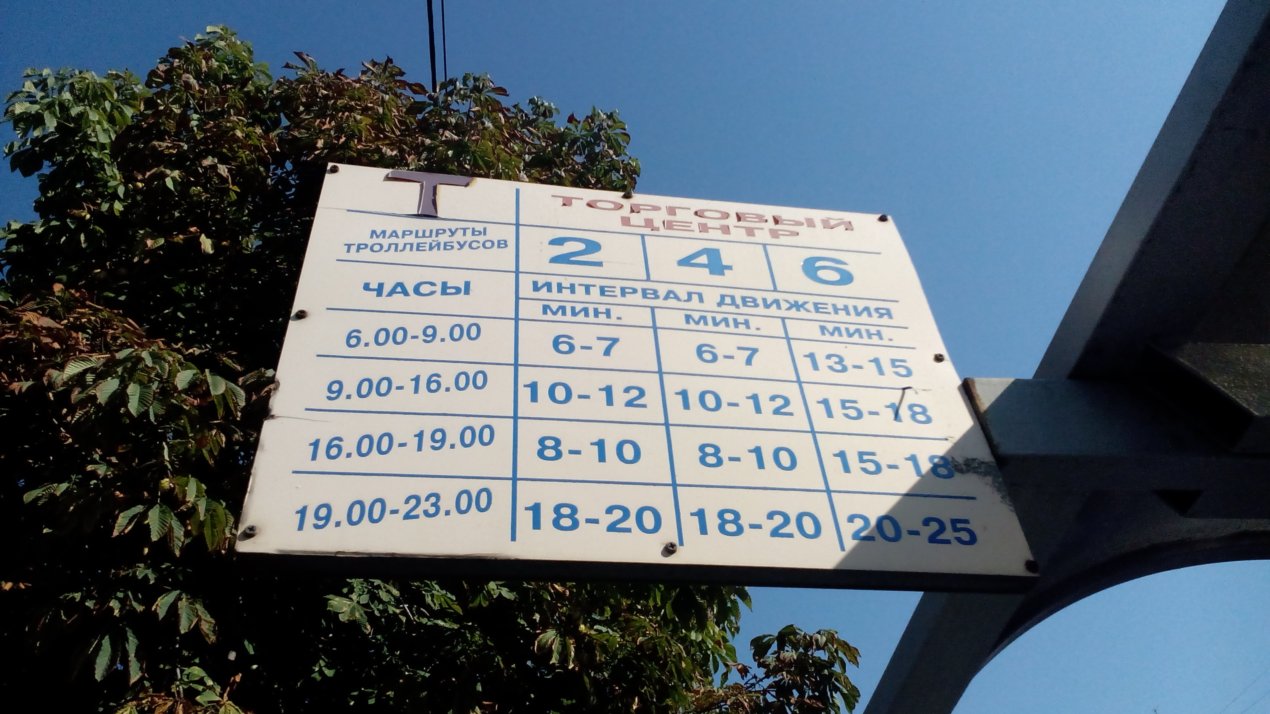 Т
ТОРГОВЫЙ
ЦЕНТР
МАРШРУТЫ
ТРОЛЛЕЙБУСОВ
2 4 6
ЧАСЫ
ИНТЕРВАЛ ДВИЖЕНИЯ
МИН. МИН. МИН.
6.00-9.00 6-7 6-7 13-15
9.00-16.00 10-12 10-12 15-18
16.00-19.00 8-10 8-10 15-18
19.00-23.00 18-20 18-20 20-25